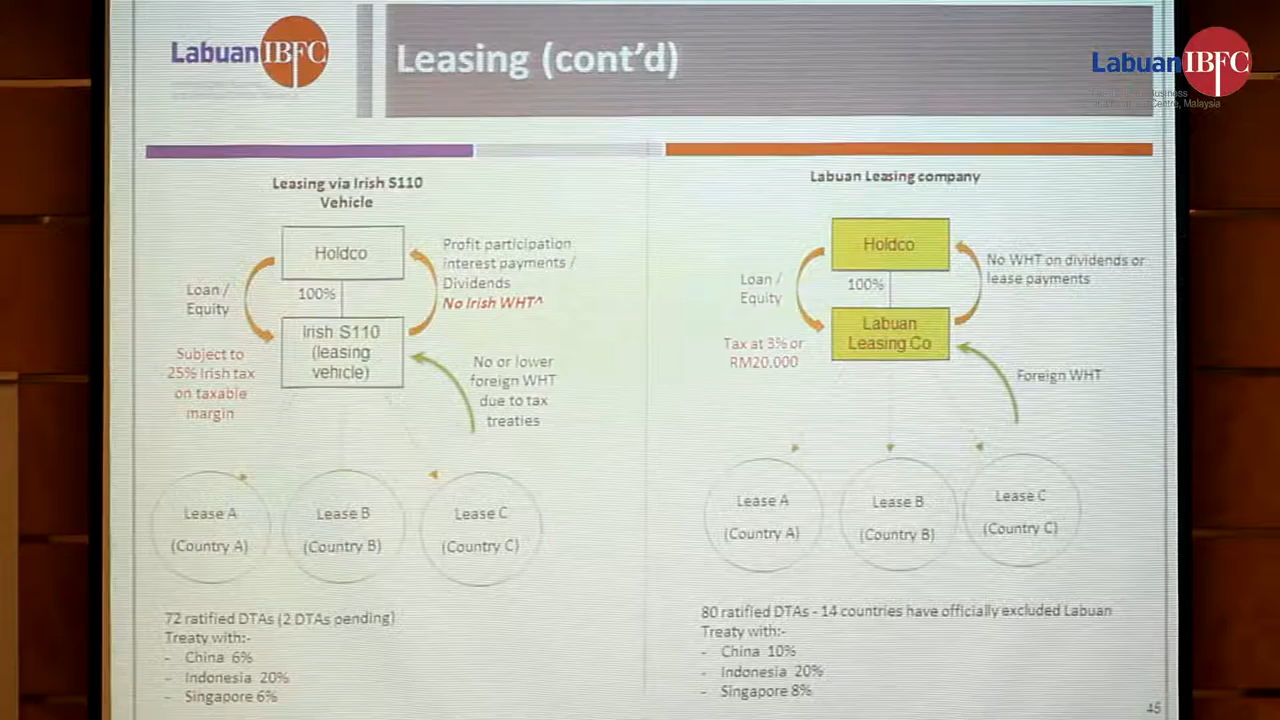 Labuan IBFC
Leasing (cont'd)
Labuan IBFC
Business
Centre, Malaysia
Leasing via Irish S110
Vehicle
Holdco
Loan /
Equity
100%
Profit participation
interest payments /
Dividends
No Irish WHT^
Irish S110
(leasing
vehicle)
Subject to
25% Irish tax
on taxable
margin
No or lower
foreign WHT
due to tax
treaties
Lease A
(Country A)
Lease B
(Country B)
Lease C
(Country C)
72 ratified DTAs (2 DTAs pending)
Treaty with:-
- China 6%
- Indonesia 20%
- Singapore 6%
Labuan Leasing company
Holdco
Loan /
Equity
100%
No WHT on dividends or
lease payments
Labuan
Leasing Co
Tax at 3% or
RM20,000
Foreign WHT
Lease A
(Country A)
Lease B
(Country B)
Lease C
(Country C)
80 ratified DTAs - 14 countries have officially excluded Labuan
Treaty with:-
- China 10%
- Indonesia 20%
- Singapore 8%
45